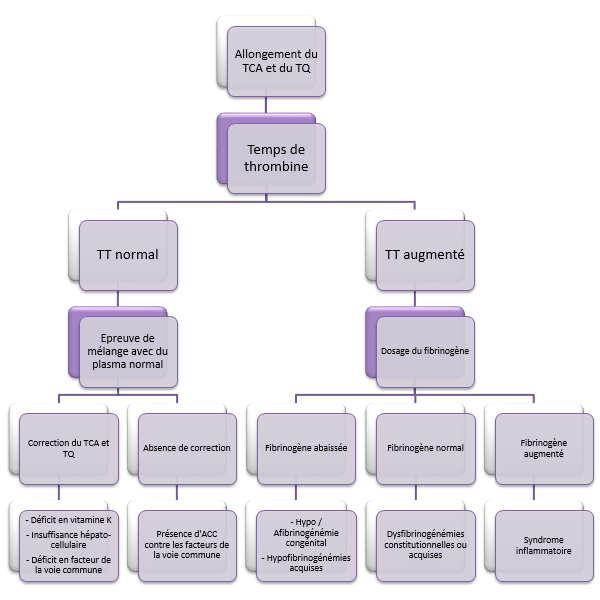 Allongement du
TCA et du TQ
Temps de
thrombine
TT normal
TT augmenté
Epreuve de
mélange avec du
plasma normal
Dosage du fibrinogène
Correction du TCA et
TQ
Absence de correction
Fibrinogène abaissée
Fibrinogène normal
Fibrinogène
augmenté
- Déficit en vitamine K
- Insuffisance hépato-
cellulaire
- Déficit en facteur de
la voie commune
Présence d'ACC
contre les facteurs de
la voie commune
- Hypo /
Afibrinogénémie
congénital
- Hypofibrinogénémies
acquises
Dysfibrinogénémies
constitutionnelles ou
acquises
Syndrome
inflammatoire